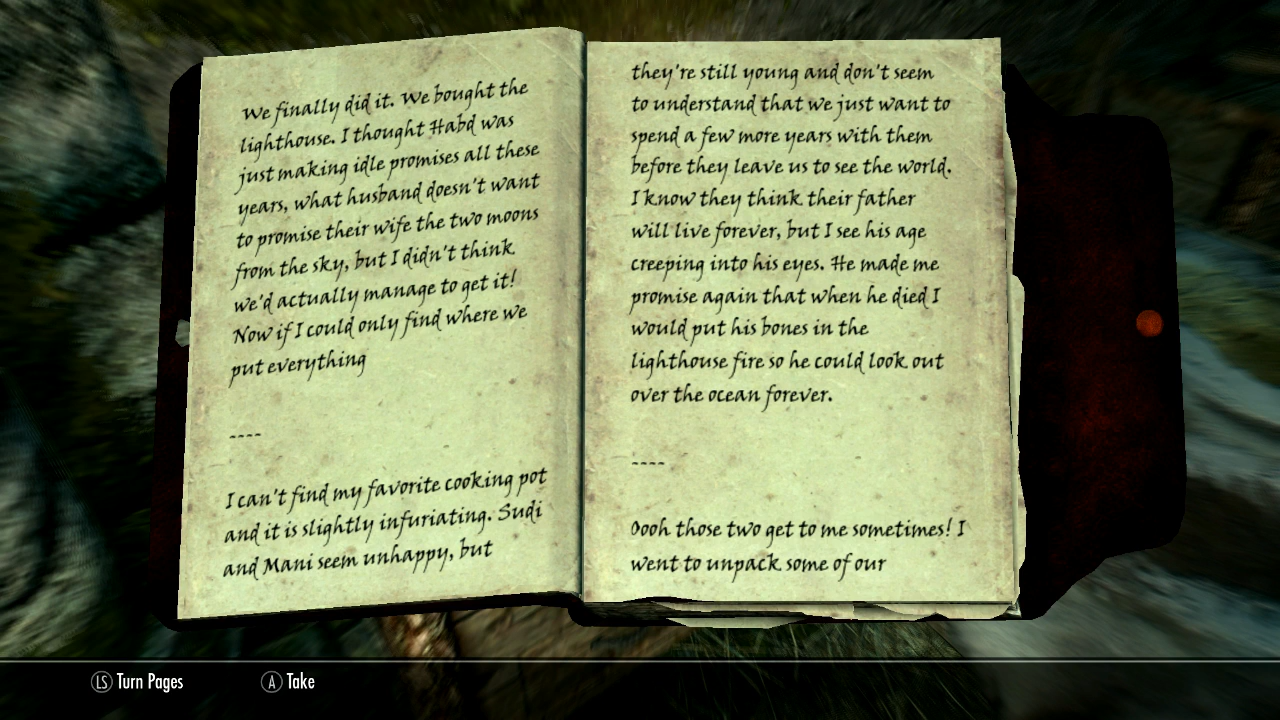 We finally did it. We bought the
lighthouse. I thought Habd was
just making idle promises all these
years, what husband doesn't want
to promise their wife the two moons
from the sky, but I didn't think
we'd actually manage to get it!
Now if I could only find where we
put everything
----
I can't find my favorite cooking pot
and it is slightly infuriating. Sudi
and Mani seem unhappy, but
they're still young and don't seem
to understand that we just want to
spend a few more years with them
before they leave us to see the world.
I know they think their father
will live forever, but I see his age
creeping into his eyes. He made me
promise again that when he died I
would put his bones in the
lighthouse fire so he could look out
over the ocean forever.
----
Oooh those two get to me sometimes! I
went to unpack some of our
LS Turn Pages
A Take